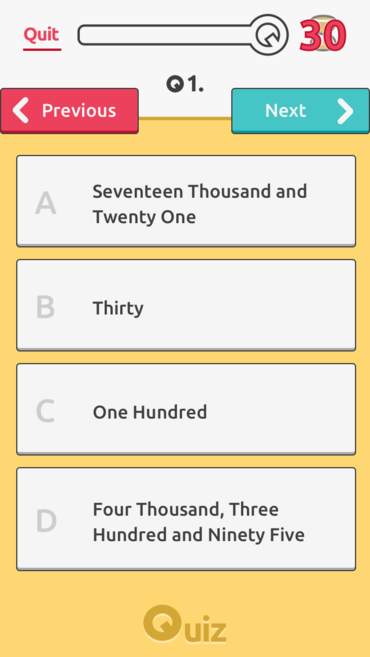 Quit
30
Q1.
Previous
Next
A
Seventeen Thousand and
Twenty One
B
Thirty
C
One Hundred
D
Four Thousand, Three
Hundred and Ninety Five
Quiz